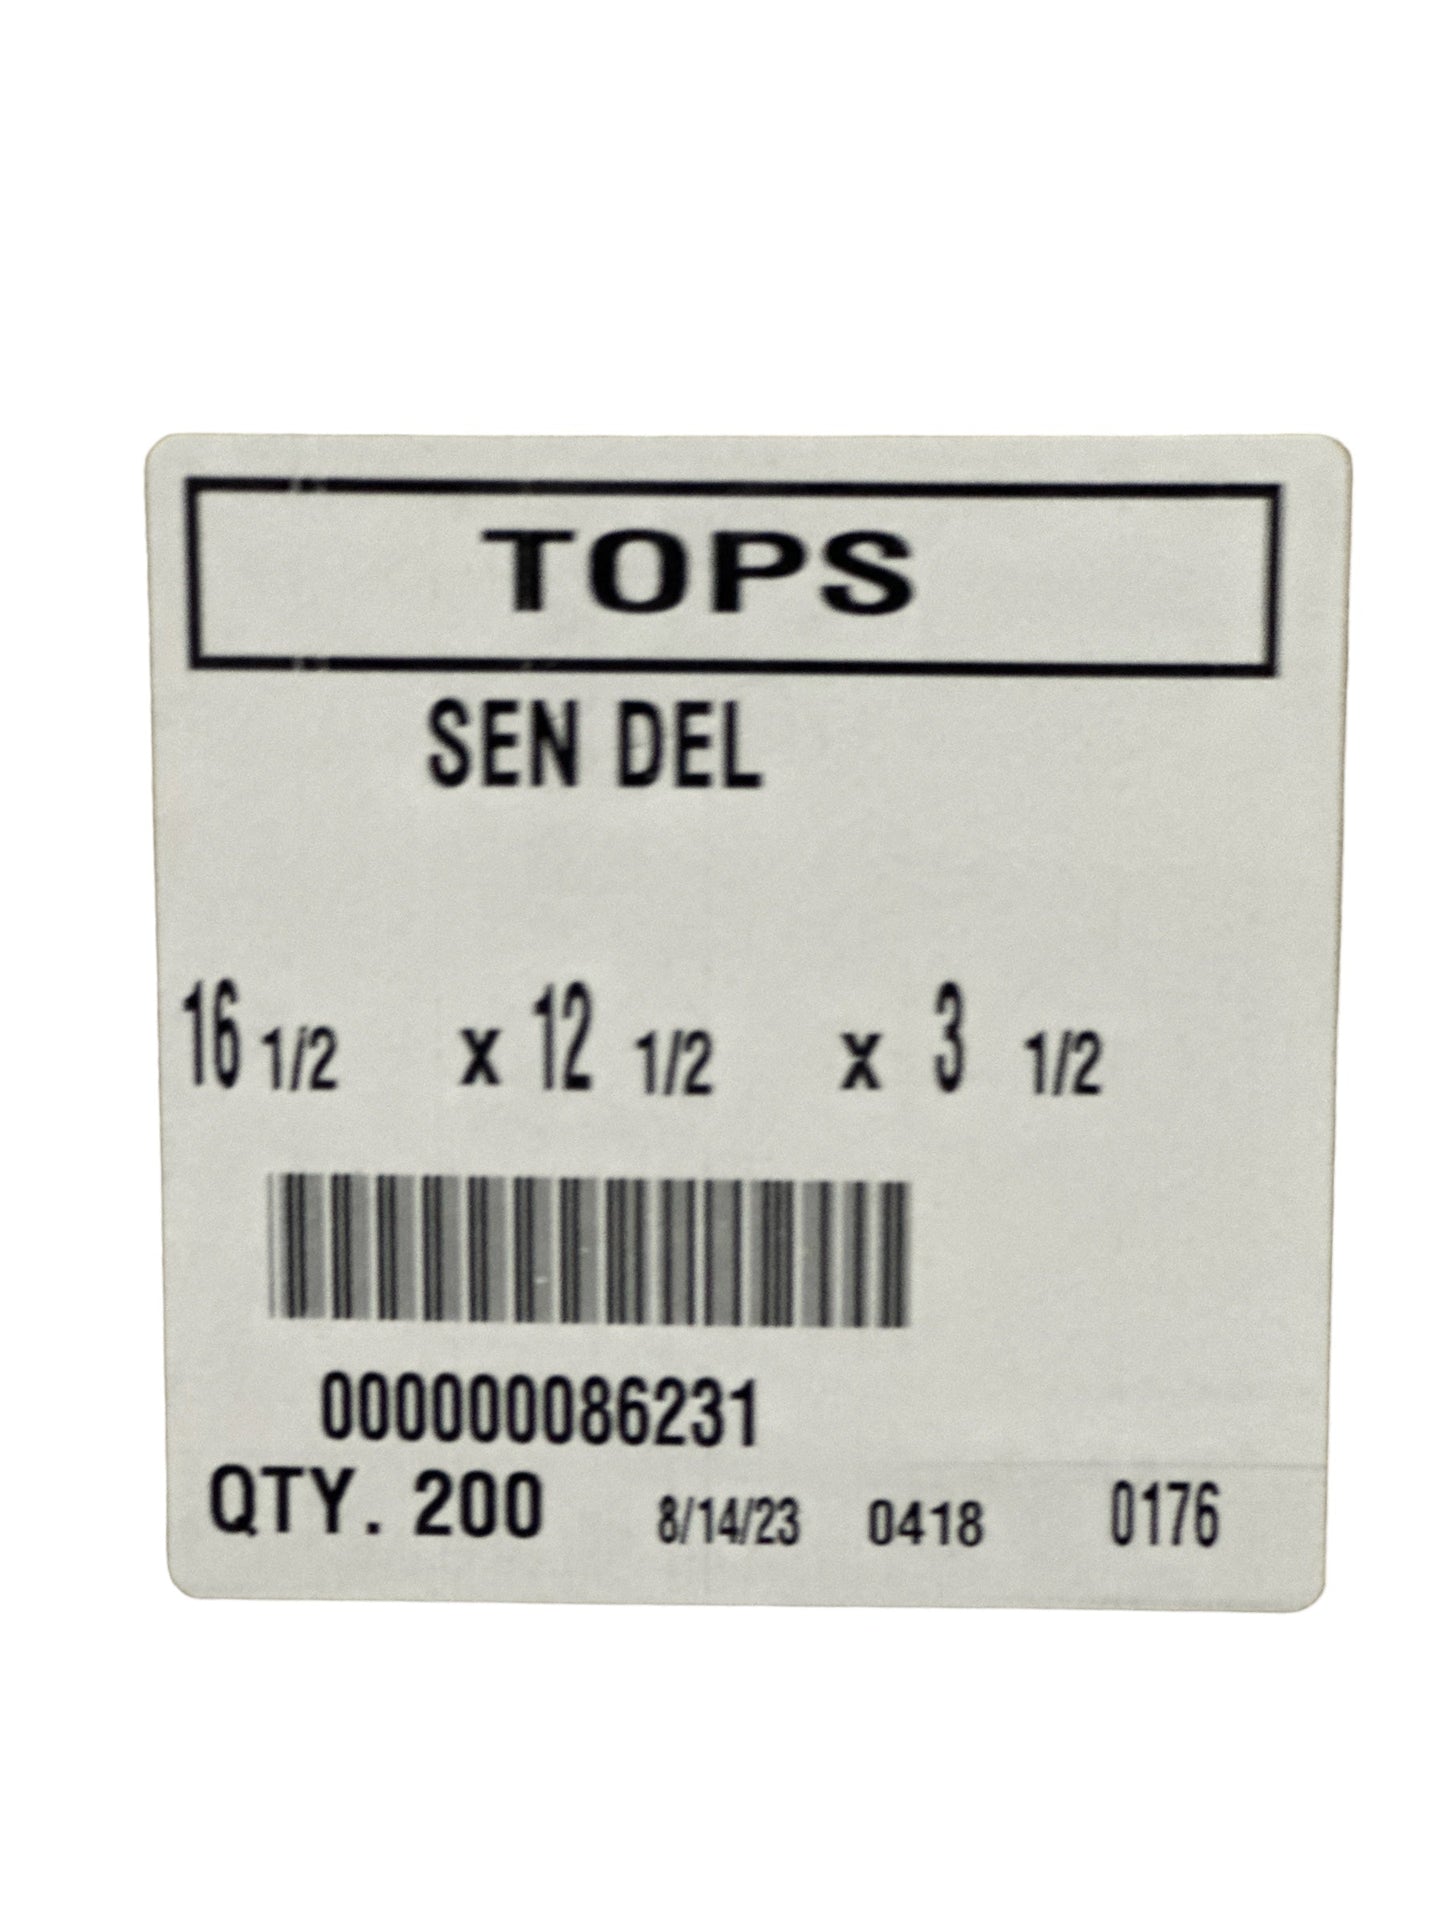 TOPS
SEN DEL
16 1/2 x 12 1/2 x 3 1/2
000000086231
QTY. 200 8/14/23 0418 0176